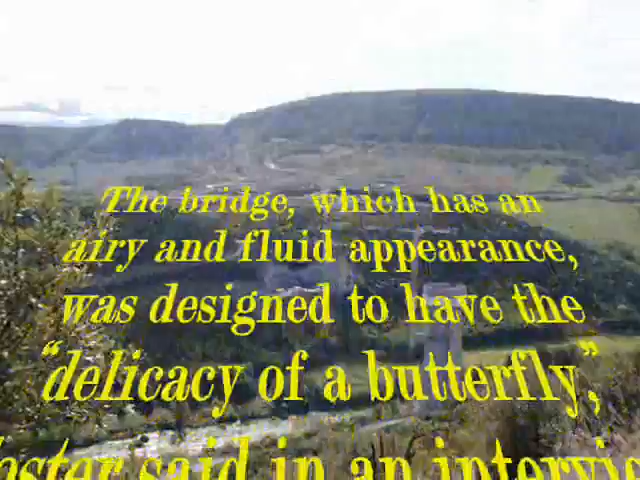 The bridge, which has an
airy and fluid appearance,
was designed to have the
“delicacy of a butterfly,”
said in an